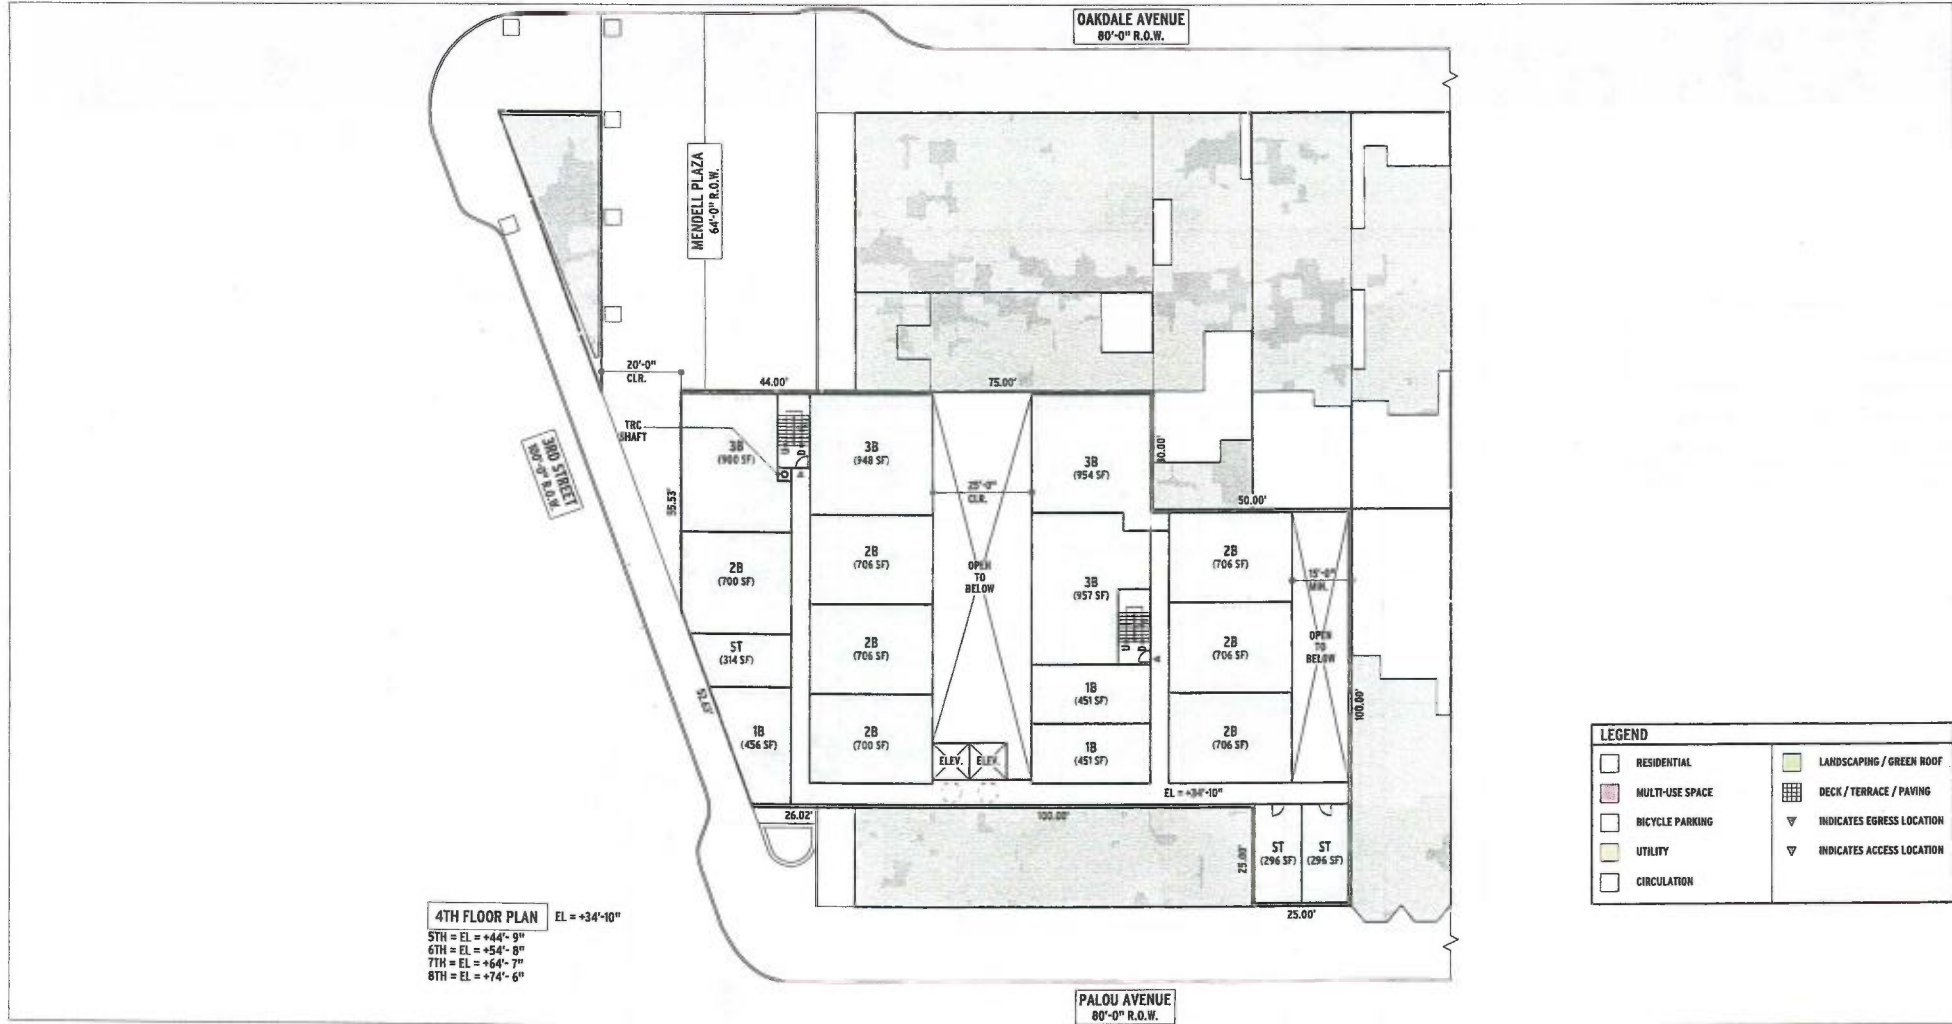 OAKDALE AVENUE
80'-0" R.O.W.
MENDELL PLAZA
64'-0" R.O.W.
20'-0"
CLR.
44.00'
75.00'
TRC
SHAFT
3RD STREET
100'-0" R.O.W.
3B
(900 SF)
U
D
3B
(948 SF)
3B
(954 SF)
60.00'
25'-0"
CLR.
50.00'
55.53'
2B
(700 SF)
2B
(706 SF)
OPEN
TO
BELOW
3B
(957 SF)
2B
(706 SF)
15'-0"
MIN.
ST
(314 SF)
2B
(706 SF)
U
D
2B
(706 SF)
OPEN
TO
BELOW
1B
(451 SF)
100.00'
1B
(456 SF)
2B
(700 SF)
ELEV.
ELEV.
1B
(451 SF)
2B
(706 SF)
EL = +34'-10"
26.02'
100.00'
25.00'
ST
(296 SF)
ST
(296 SF)
25.00'
LEGEND
RESIDENTIAL
MULTI-USE SPACE
BICYCLE PARKING
UTILITY
CIRCULATION
LANDSCAPING / GREEN ROOF
DECK / TERRACE / PAVING
INDICATES EGRESS LOCATION
INDICATES ACCESS LOCATION
4TH FLOOR PLAN EL = +34'-10"
5TH = EL = +44'- 9"
6TH = EL = +54'- 8"
7TH = EL = +64'- 7"
8TH = EL = +74'- 6"
PALOU AVENUE
80'-0" R.O.W.